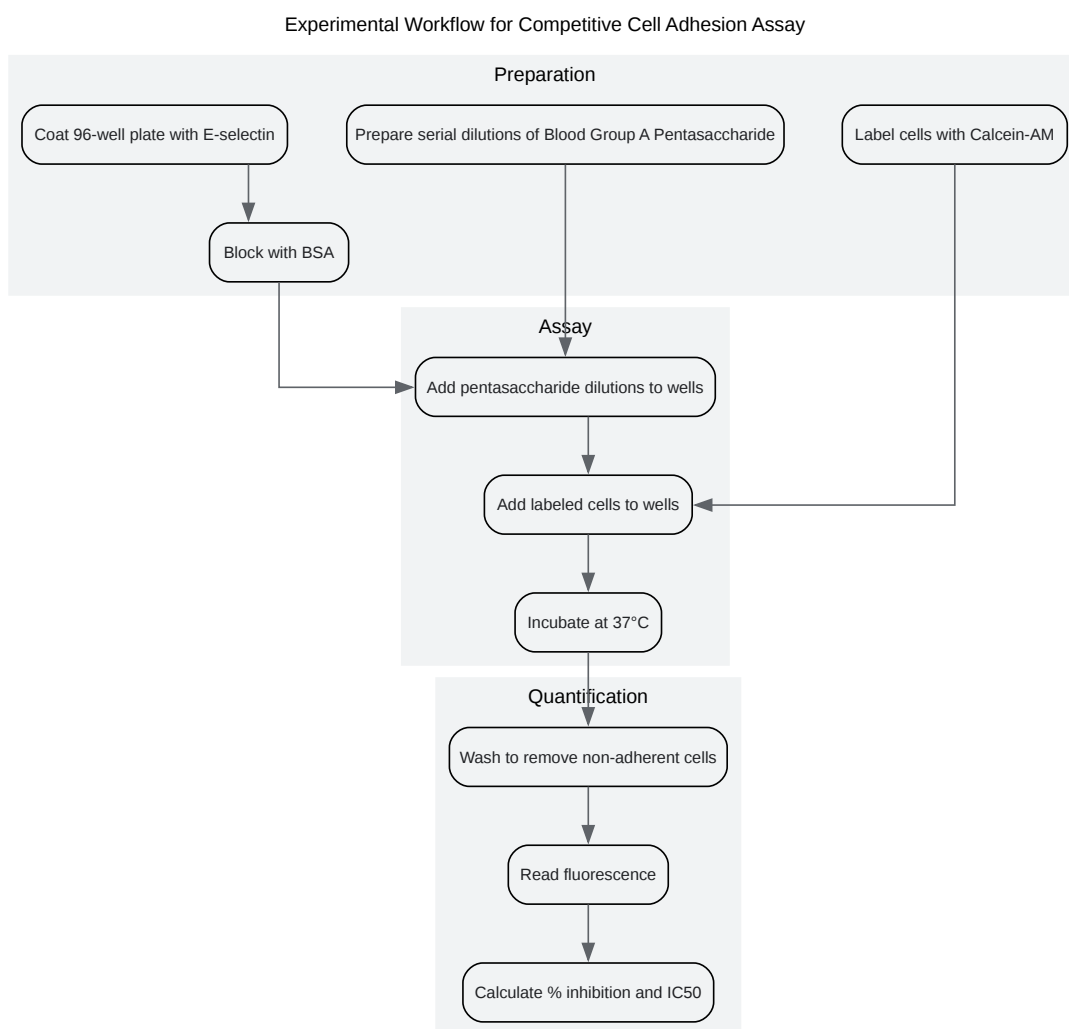 Experimental Workflow for Competitive Cell Adhesion Assay
Preparation
Coat 96-well plate with E-selectin
Prepare serial dilutions of Blood Group A Pentasaccharide
Label cells with Calcein-AM
Block with BSA
Assay
Add pentasaccharide dilutions to wells
Add labeled cells to wells
Incubate at 37°C
Quantification
Wash to remove non-adherent cells
Read fluorescence
Calculate % inhibition and IC50